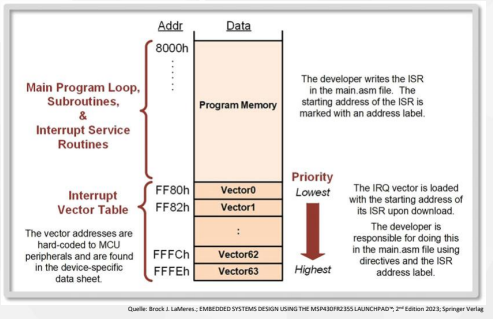 Addr Data
8000h
Main Program Loop,
Subroutines,
&
Interrupt Service
Routines
Program Memory
The developer writes the ISR
in the main.asm file. The
starting address of the ISR is
marked with an address label.
Interrupt
Vector Table
The vector addresses are
hard-coded to MCU
peripherals and are found
in the device-specific
data sheet.
FF80h Vector0
FF82h Vector1
:
FFFCh Vector62
FFFEh Vector63
Priority
Lowest
Highest
The IRQ vector is loaded
with the starting address of
its ISR upon download.
The developer is
responsible for doing this
in the main.asm file using
directives and the ISR
address label.
Quelle: Brock J. LaMeres.; EMBEDDED SYSTEMS DESIGN USING THE MSP430FR2355 LAUNCHPAD™; 2nd Edition 2023; Springer Verlag